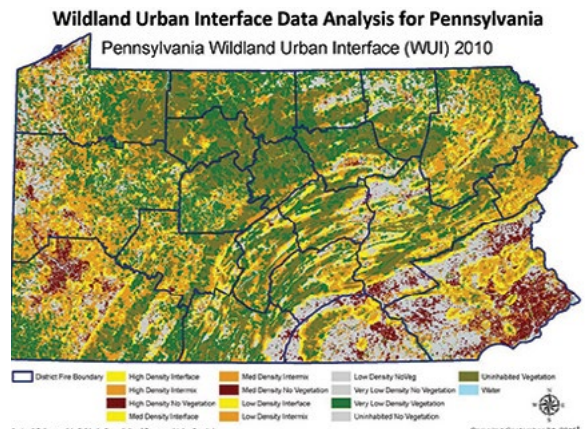 Wildland Urban Interface Data Analysis for Pennsylvania
Pennsylvania Wildland Urban Interface (WUI) 2010
District Fire Boundary
High Density Interface
High Density Intermix
High Density No Vegetation
Med Density Interface
Med Density Intermix
Med Density No Vegetation
Low Density Interface
Low Density Intermix
Low Density NoVeg
Very Low Density No Vegetation
Very Low Density Vegetation
Uninhabited No Vegetation
Uninhabited Vegetation
Water